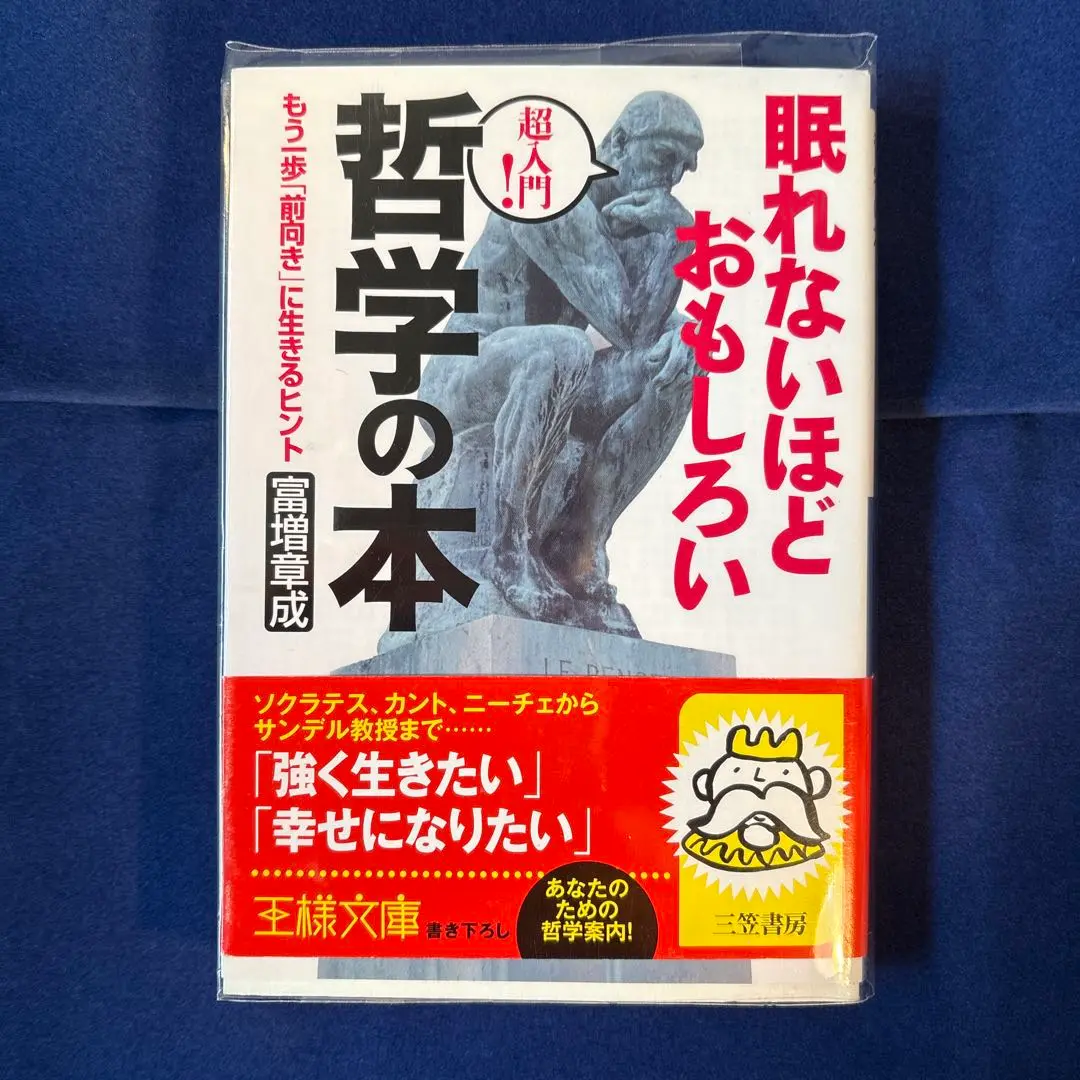 眠れないほど
おもしろい
超入門!
哲学の本
もう一歩「前向き」に生きるヒント
富増章成
ソクラテス、カント、ニーチェから
サンデル教授まで……
「強く生きたい」
「幸せになりたい」
王様文庫
書き下ろし
あなたの
ための
哲学案内!
三笠書房